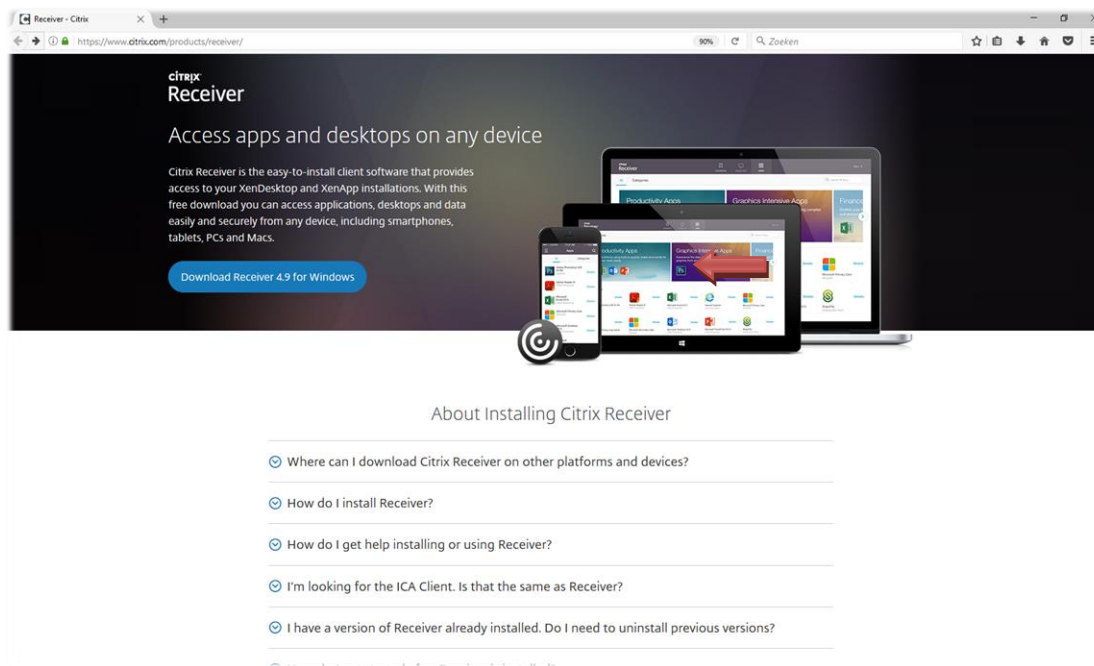 Receiver - Citrix
https://www.citrix.com/products/receiver/
90%
Zoeken
CITRIX
Receiver
Access apps and desktops on any device
Citrix Receiver is the easy-to-install client software that provides
access to your XenDesktop and XenApp installations. With this
free download you can access applications, desktops and data
easily and securely from any device, including smartphones,
tablets, PCs and Macs.
Download Receiver 4.9 for Windows
Receiver
Productivity Apps
Graphics Intensive Apps
Finance
Graphics Intensive Apps
About Installing Citrix Receiver
Where can I download Citrix Receiver on other platforms and devices?
How do I install Receiver?
How do I get help installing or using Receiver?
I'm looking for the ICA Client. Is that the same as Receiver?
I have a version of Receiver already installed. Do I need to uninstall previous versions?